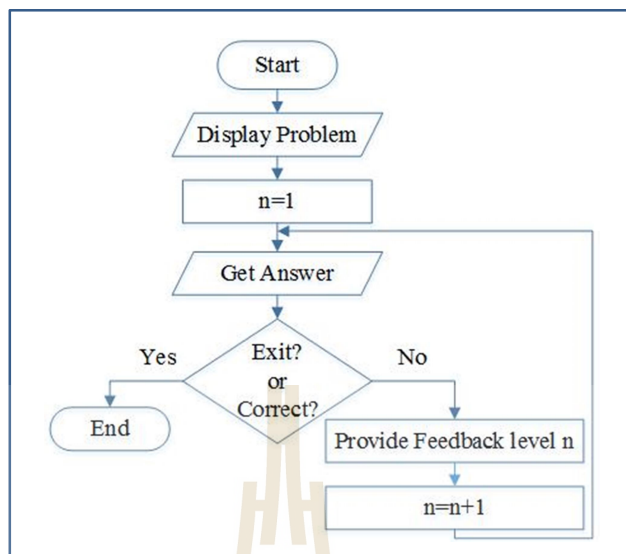 Start
Display Problem
n=1
Get Answer
Yes
Exit?
or
Correct?
No
End
Provide Feedback level n
n=n+1